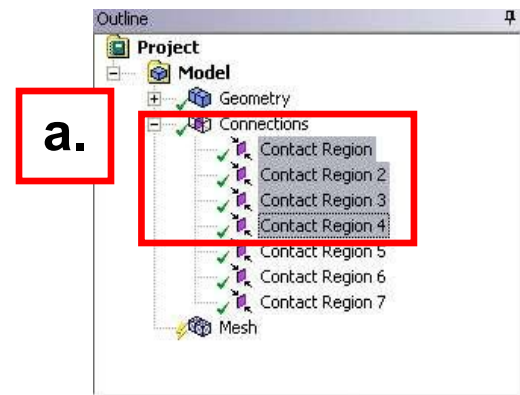 Outline
Project
Model
Geometry
a.
Connections
Contact Region
Contact Region 2
Contact Region 3
Contact Region 4
Contact Region 5
Contact Region 6
Contact Region 7
Mesh